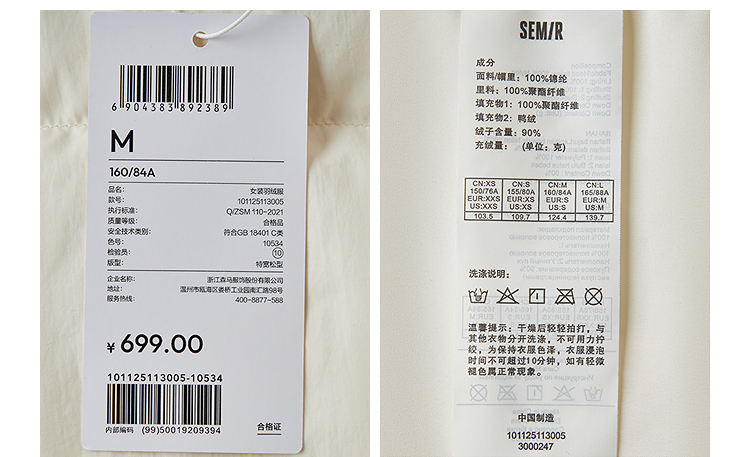 6 904383 892389
M
160/84A
品名： 女装羽绒服
款号： 101125113005
执行标准： Q/ZSM 110-2021
质量等级： 合格品
安全技术类别： 符合GB 18401 C类
色号： 10534
检验员： 10
版型： 特宽松型
企业名称： 浙江森马服饰股份有限公司
地址： 温州市瓯海区娄桥工业园南汇路98号
服务热线： 400-8877-588
¥ 699.00
101125113005-10534
内部编码 (99)50019209394
合格证
SEMIR
成分
面料/帽里：100%锦纶
里料：100%聚酯纤维
填充物1：100%聚酯纤维
填充物2：鸭绒
绒子含量：90%
充绒量： (单位：克)
CN:XS CN:S CN:M CN:L
150/76A 155/80A 160/84A 165/88A
EUR:XXS EUR:XS EUR:S EUR:M
US:XXS US:XS US:S US:M
103.5 109.7 124.4 139.7
洗涤说明：
温馨提示：干燥后轻轻拍打，与
其他衣物分开洗涤，不可用力拧
绞，为保持衣服色泽，衣服浸泡
时间不可超过10分钟，如有轻微
褪色属正常现象。
中国制造
101125113005
3000247